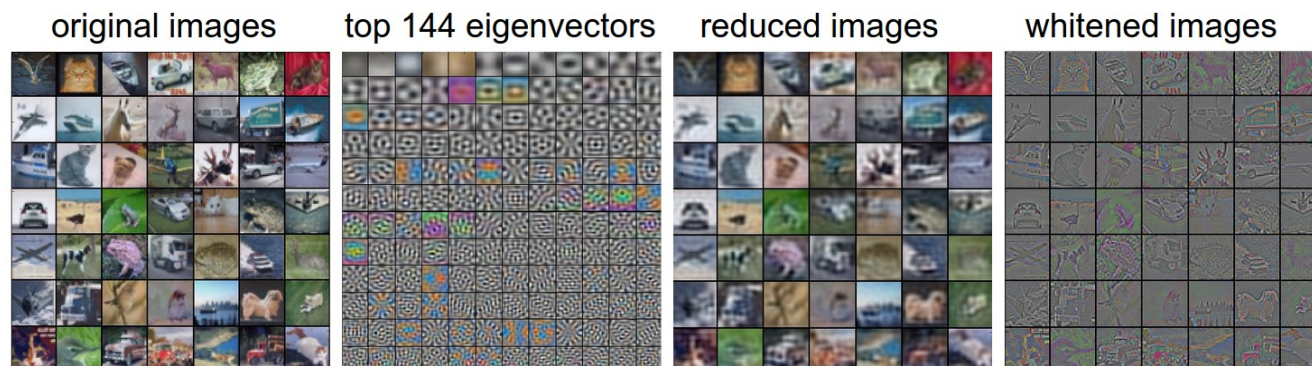 original images
top 144 eigenvectors
reduced images
whitened images